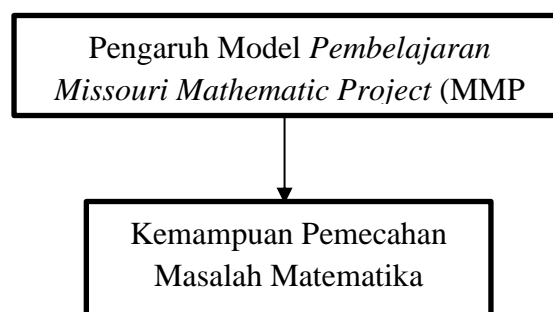 Pengaruh Model Pembelajaran
Missouri Mathematic Project (MMP
Kemampuan Pemecahan
Masalah Matematika